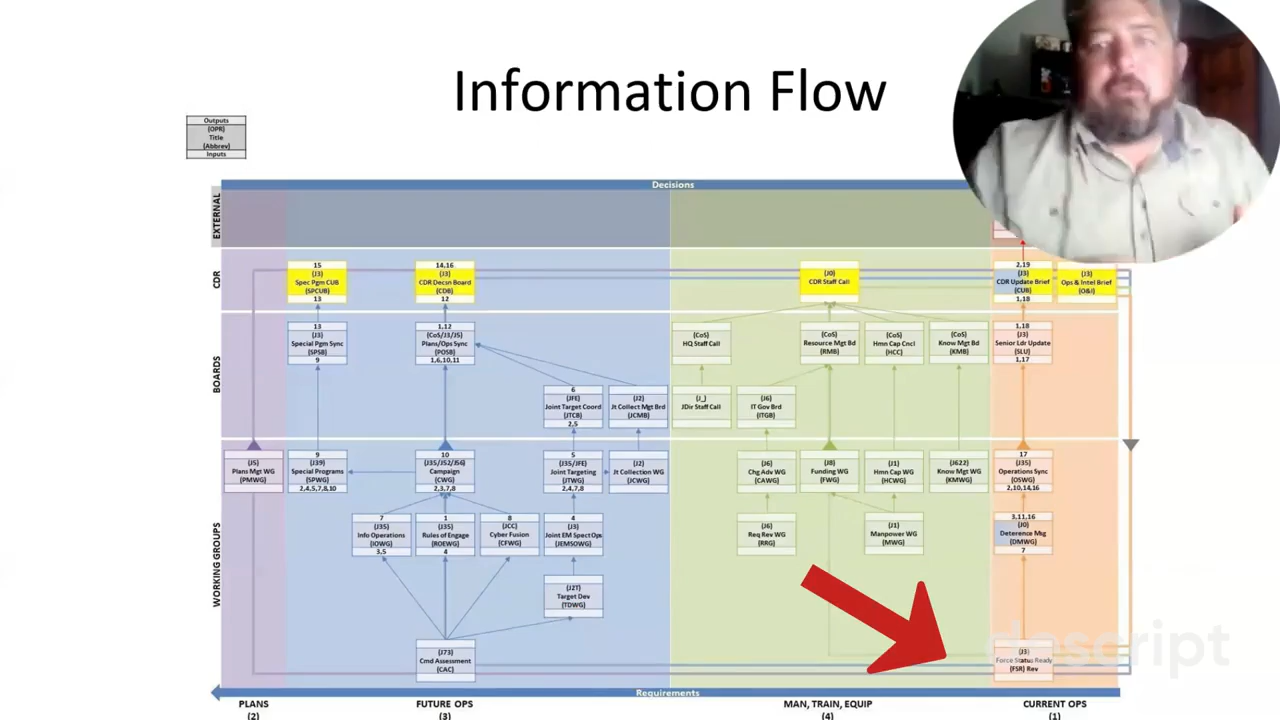 Information Flow
Outputs
(OPR)
Title
(Abbrev)
Inputs
Decisions
EXTERNAL
CDR
15
(J3)
Spec Pgm CUB
(SPCUB)
13
14,16
(J3)
CDR Decsn Board
(CDB)
12
(J0)
CDR Staff Call
2,19
(J3)
CDR Update Brief
(CUB)
1,18
(J3)
Ops & Intel Brief
(O&I)
BOARDS
13
(J3)
Special Pgm Sync
(SPSB)
9
1,12
(CoS/J3/J5)
Plans/Ops Sync
(POSB)
1,6,10,11
(CoS)
HQ Staff Call
(CoS)
Resource Mgt Bd
(RMB)
(CoS)
Hmn Cap Cncl
(HCC)
(CoS)
Know Mgt Bd
(KMB)
1,18
(J3)
Senior Ldr Update
(SLU)
1,17
6
(JFE)
Joint Target Coord
(JTCB)
2,5
(J2)
Jt Collect Mgt Brd
(JCMB)
(J_)
JDir Staff Call
(J6)
IT Gov Brd
(ITGB)
WORKING GROUPS
(J5)
Plans Mgt WG
(PMWG)
9
(J39)
Special Programs
(SPWG)
2,4,5,7,8,10
10
(J35/J52/J56)
Campaign
(CWG)
2,3,7,8
5
(J35/JFE)
Joint Targeting
(JTWG)
2,4,7,8
(J2)
Jt Collection WG
(JCWG)
(J6)
Chg Adv WG
(CAWG)
(J8)
Funding WG
(FWG)
(J1)
Hmn Cap WG
(HCWG)
(J622)
Know Mgt WG
(KMWG)
17
(J35)
Operations Sync
(OSWG)
2,10,14,16
7
(J35)
Info Operations
(IOWG)
3,5
1
(J35)
Rules of Engage
(ROEWG)
4
8
(JCC)
Cyber Fusion
(CFWG)
4
(J3)
Joint EM SpectOps
(JEMSOWG)
(J6)
Req Rev WG
(RRG)
(J1)
Manpower WG
(MWG)
3,11,16
(J0)
Deterence Mtg
(DMWG)
7
(J2T)
Target Dev
(TDWG)
(J73)
Cmd Assessment
(CAC)
(J3)
Force Status Ready
(FSR) Rev
descript
Requirements
PLANS
(2)
FUTURE OPS
(3)
MAN, TRAIN, EQUIP
(4)
CURRENT OPS
(1)